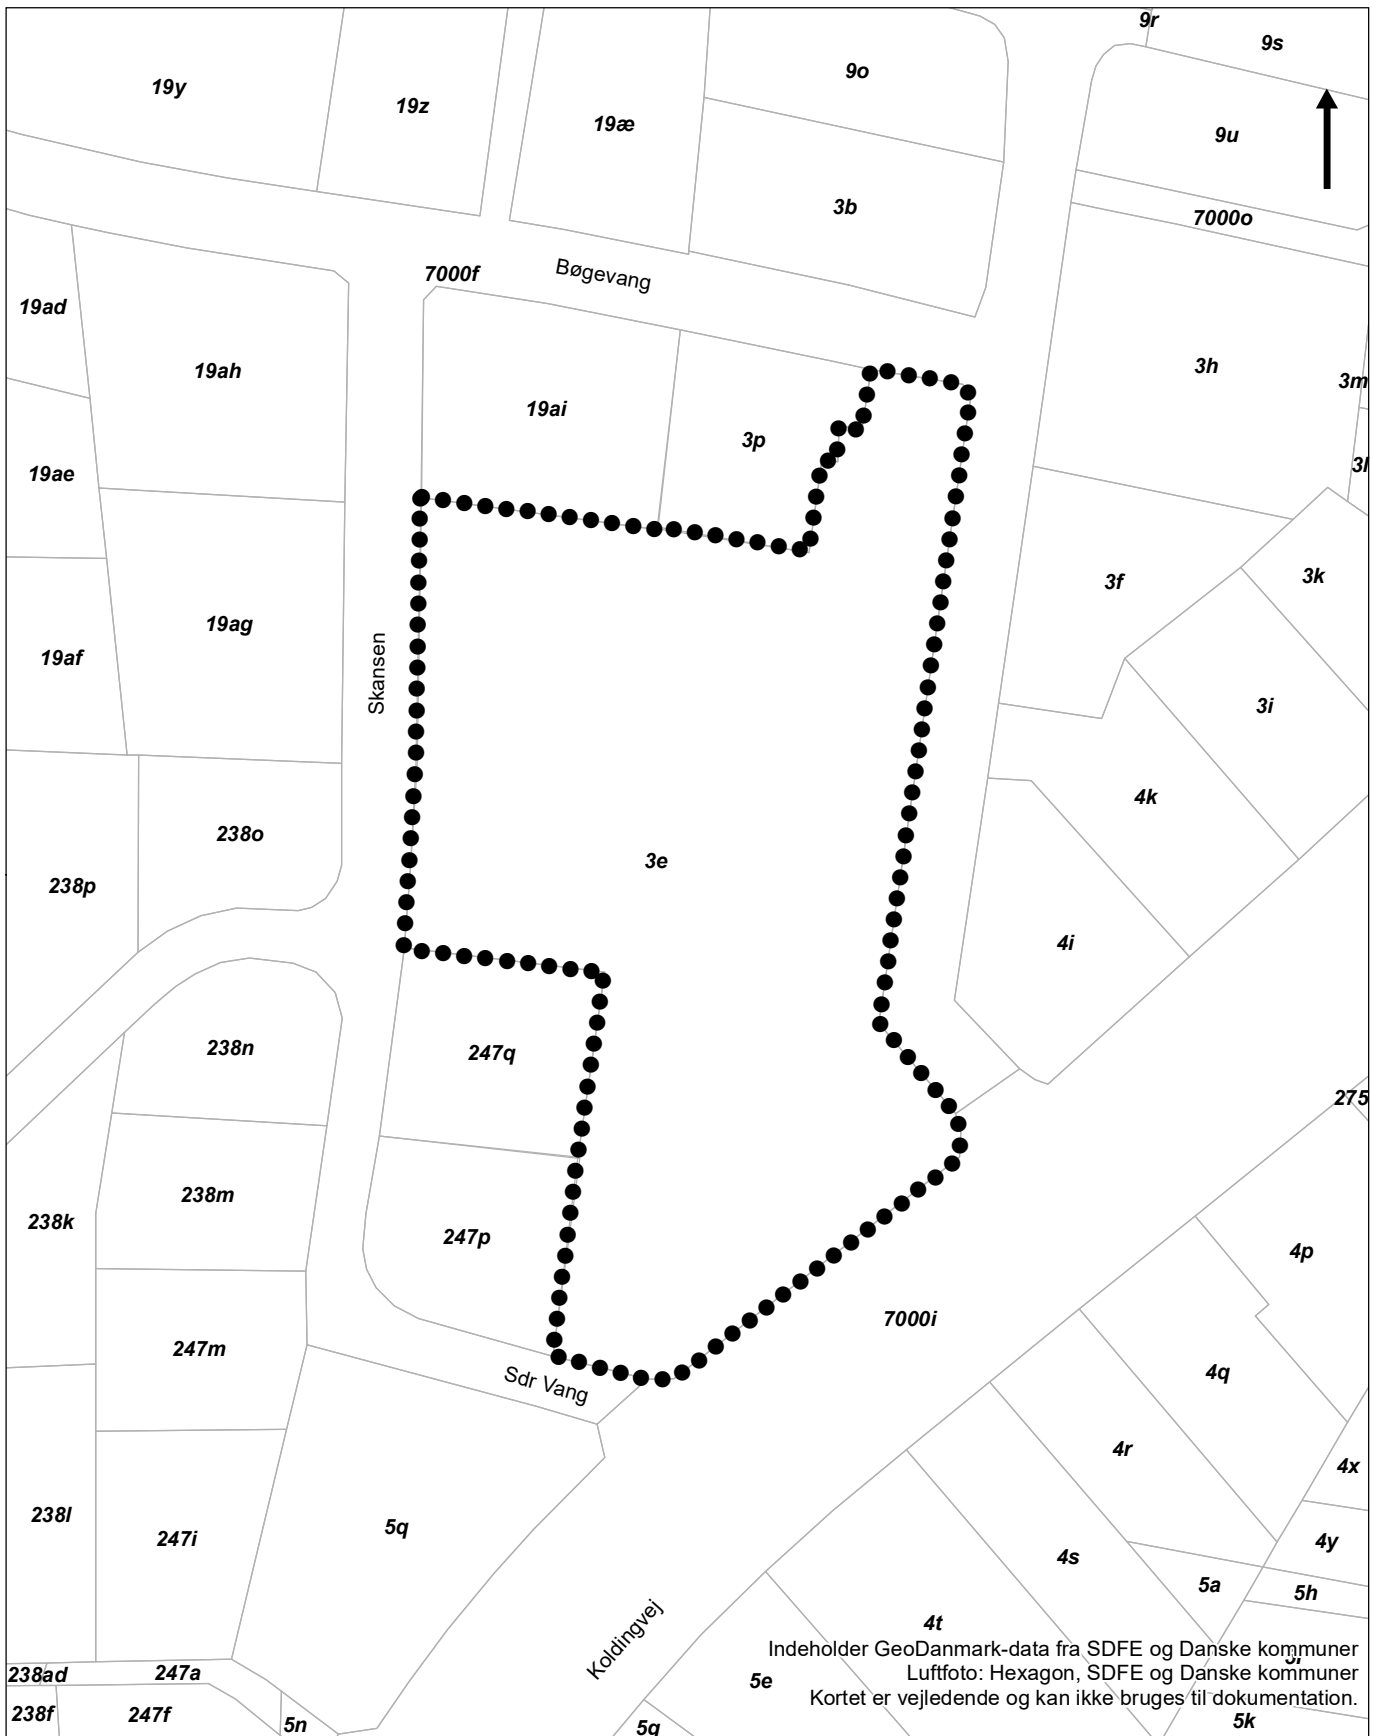 9r
9s
19y
19z
19æ
9o
9u
3b
7000o
7000f
Bøgevang
19ad
19ah
19ai
3p
3h
3m
19ae
3l
19ag
19af
Skansen
3f
3k
3i
238o
238p
3e
4k
4i
238n
247q
275
238m
238k
247p
4p
7000i
247m
Sdr Vang
4q
4r
4x
238l
247i
5q
4s
4y
5a
5h
4t
Koldingvej
Indeholder GeoDanmark-data fra SDFE og Danske kommuner
Luftfoto: Hexagon, SDFE og Danske kommuner
Kortet er vejledende og kan ikke bruges til dokumentation.
238ad
247a
5e
238f
247f
5n
5g
5k